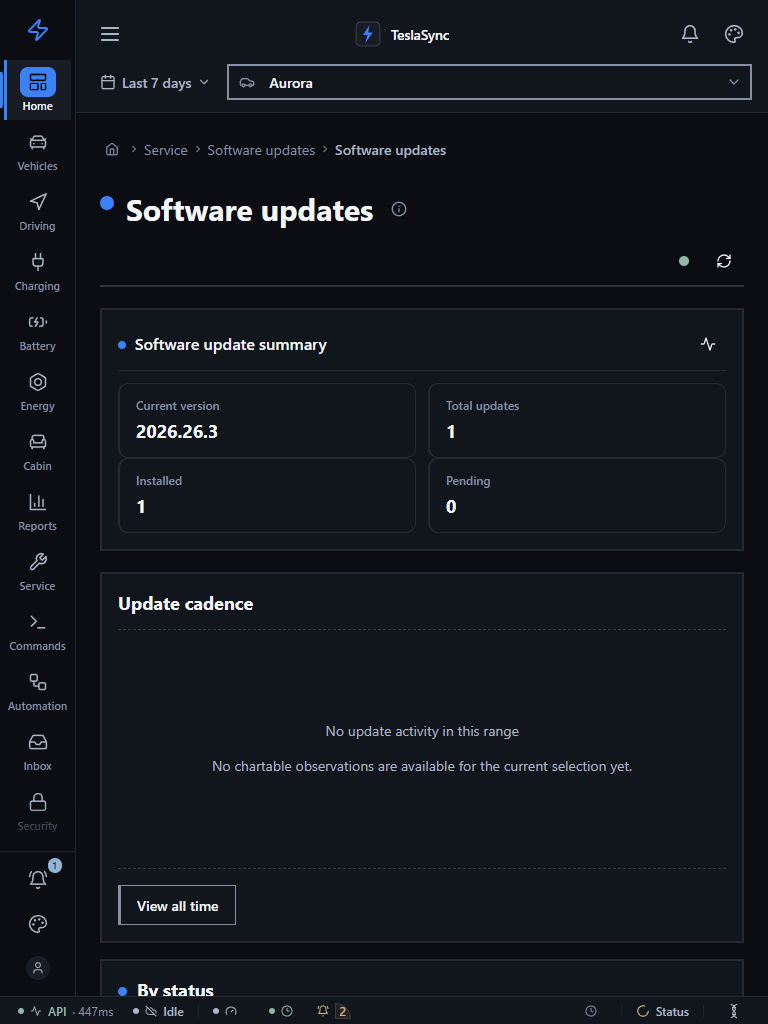 TeslaSync
Last 7 days
Aurora
Home
Vehicles
Driving
Charging
Battery
Energy
Cabin
Reports
Service
Commands
Automation
Inbox
Security
1
Service > Software updates > Software updates
Software updates
Software update summary
Current version
2026.26.3
Total updates
1
Installed
1
Pending
0
Update cadence
No update activity in this range
No chartable observations are available for the current selection yet.
View all time
By status
API · 447ms
Idle
2
Status